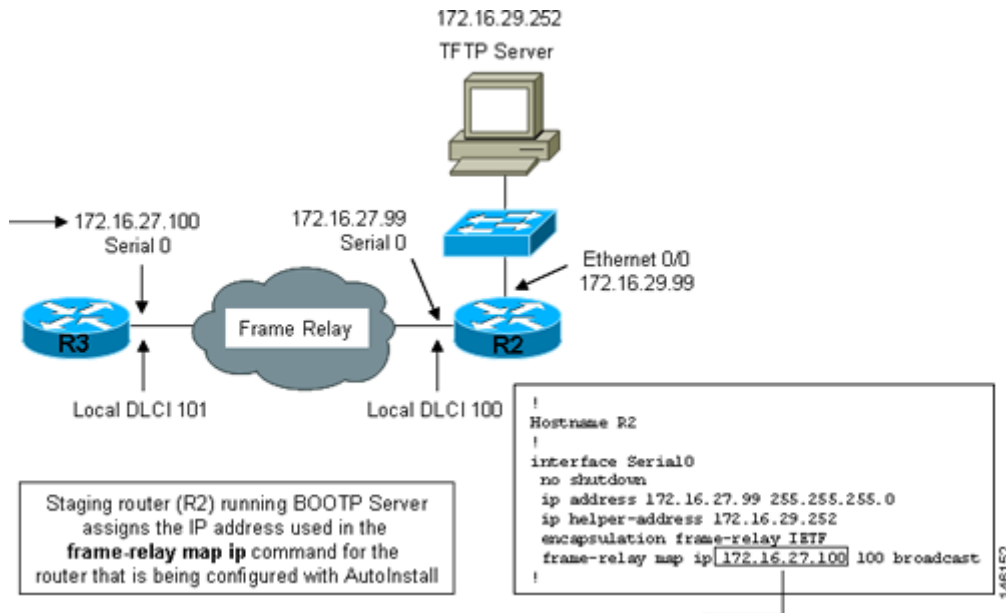 172.16.29.252
TFTP Server
172.16.27.100
Serial 0
172.16.27.99
Serial 0
Ethernet 0/0
172.16.29.99
R3
Frame Relay
R2
Local DLCI 101
Local DLCI 100
Staging router (R2) running BOOTP Server
assigns the IP address used in the
frame-relay map ip command for the
router that is being configured with AutoInstall
!
Hostname R2
!
interface Serial0
no shutdown
ip address 172.16.27.99 255.255.255.0
ip helper-address 172.16.29.252
encapsulation frame-relay IETF
frame-relay map ip 172.16.27.100 100 broadcast
!